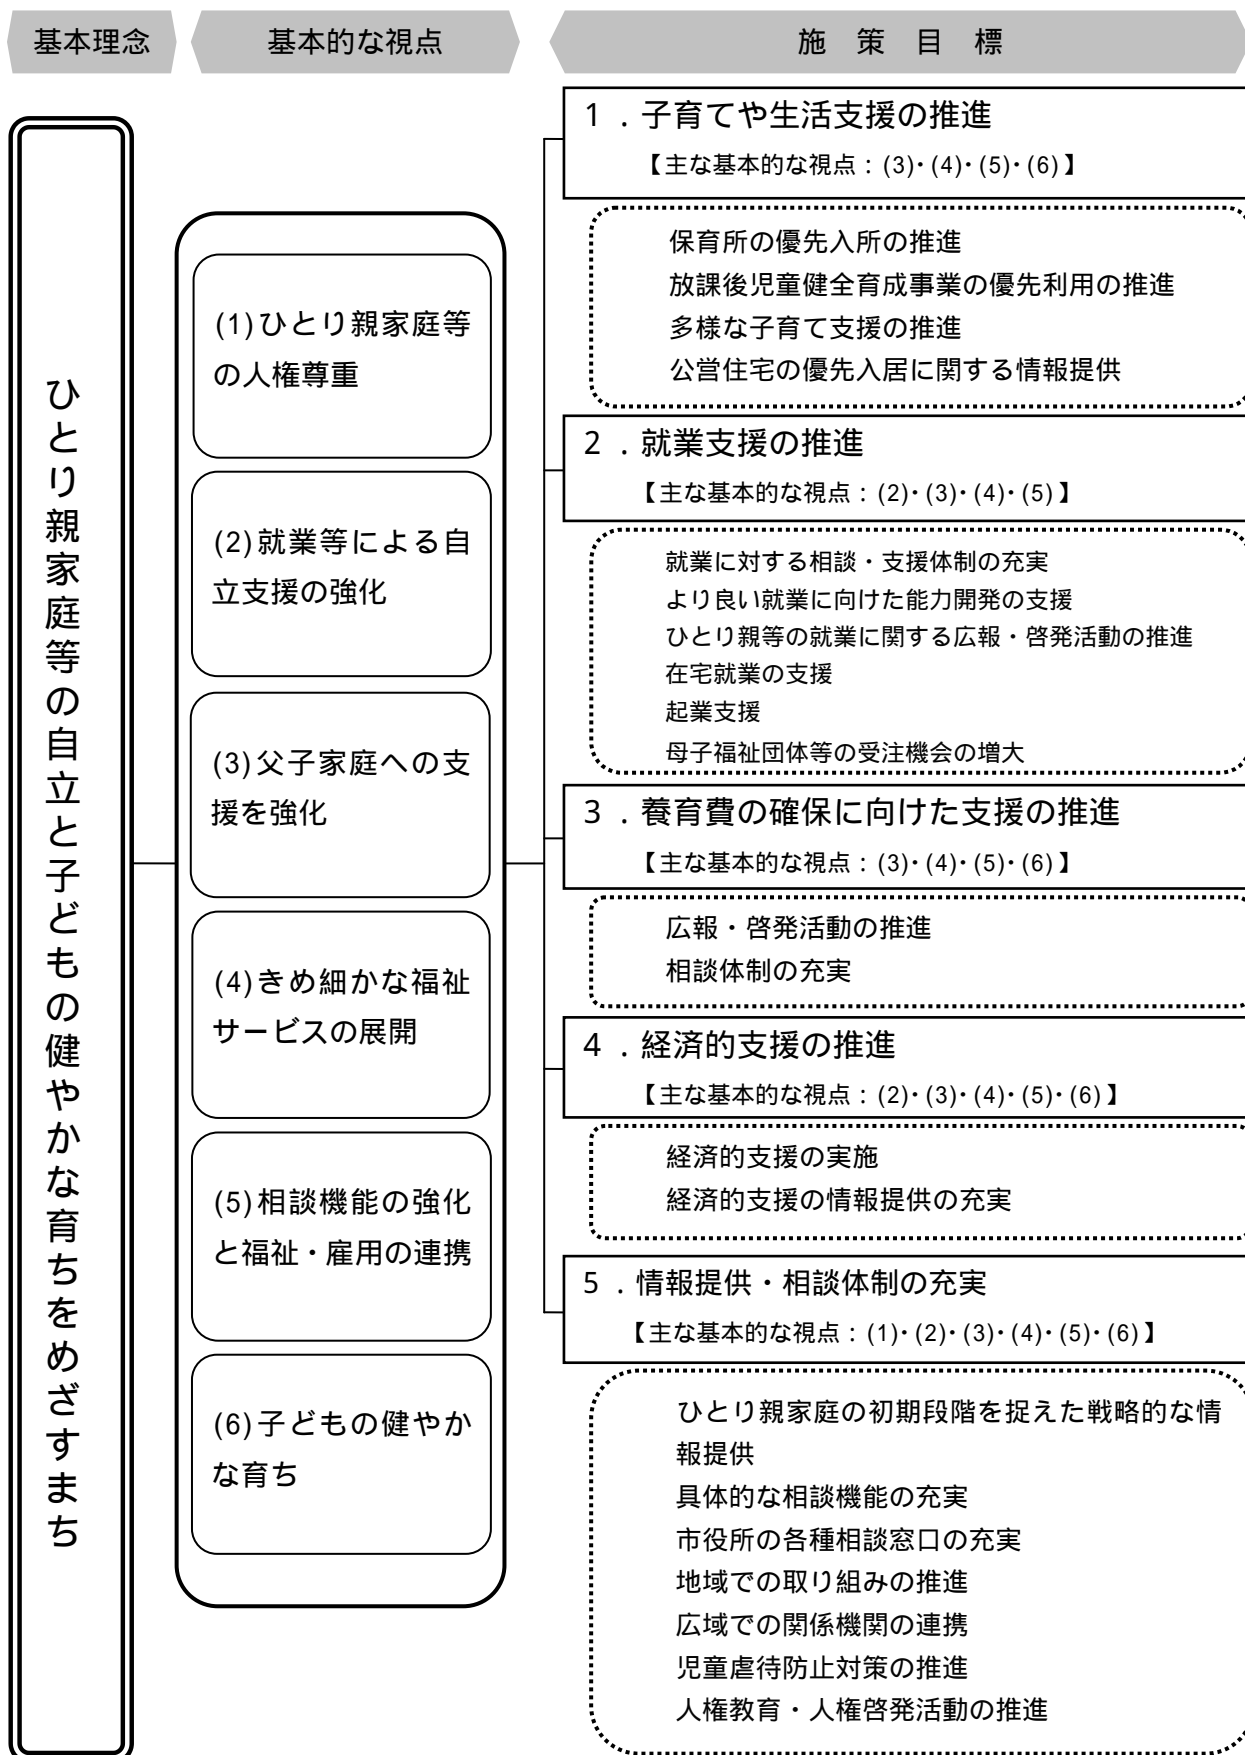 基本理念
基本的な視点
施 策 目 標
ひとり親家庭等の自立と子どもの健やかな育ちをめざすまち
(1)ひとり親家庭等
の人権尊重
(2)就業等による自
立支援の強化
(3)父子家庭への支
援を強化
(4)きめ細かな福祉
サービスの展開
(5)相談機能の強化
と福祉・雇用の連携
(6)子どもの健やか
な育ち
1．子育てや生活支援の推進
【主な基本的な視点：(3)・(4)・(5)・(6)】
保育所の優先入所の推進
放課後児童健全育成事業の優先利用の推進
多様な子育て支援の推進
公営住宅の優先入居に関する情報提供
2．就業支援の推進
【主な基本的な視点：(2)・(3)・(4)・(5)】
就業に対する相談・支援体制の充実
より良い就業に向けた能力開発の支援
ひとり親等の就業に関する広報・啓発活動の推進
在宅就業の支援
起業支援
母子福祉団体等の受注機会の増大
3．養育費の確保に向けた支援の推進
【主な基本的な視点：(3)・(4)・(5)・(6)】
広報・啓発活動の推進
相談体制の充実
4．経済的支援の推進
【主な基本的な視点：(2)・(3)・(4)・(5)・(6)】
経済的支援の実施
経済的支援の情報提供の充実
5．情報提供・相談体制の充実
【主な基本的な視点：(1)・(2)・(3)・(4)・(5)・(6)】
ひとり親家庭の初期段階を捉えた戦略的な情
報提供
具体的な相談機能の充実
市役所の各種相談窓口の充実
地域での取り組みの推進
広域での関係機関の連携
児童虐待防止対策の推進
人権教育・人権啓発活動の推進